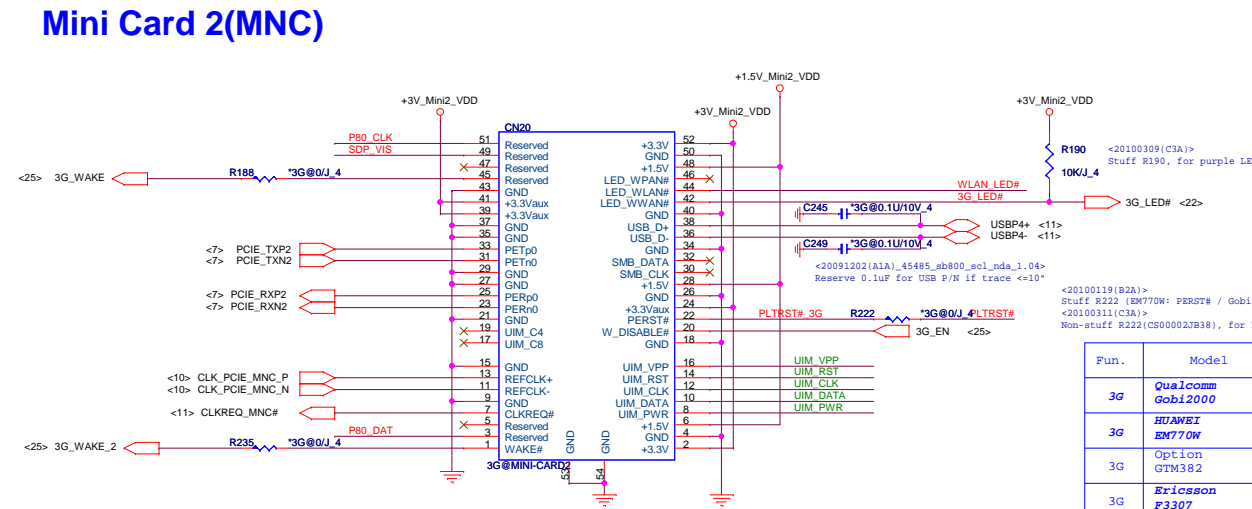 Mini Card 2(MNC)
+1.5V_Mini2_VDD
+3V_Mini2_VDD
+3V_Mini2_VDD
+3V_Mini2_VDD
CN20
P80_CLK 51 Reserved +3.3V 52
SDP_VIS 49 Reserved GND 50
47 Reserved +1.5V 48
<25> 3G_WAKE R188 *3G@0/J_4 45 Reserved LED_WPAN# 46
43 GND LED_WLAN# 44 WLAN_LED#
41 +3.3Vaux LED_WWAN# 42 3G_LED# 3G_LED# <22>
R190 10K/J_4
<20100309(C3A)>
Stuff R190, for purple LE
39 +3.3Vaux GND 40 C245 *3G@0.1U/10V_4
37 GND USB_D+ 38 USBP4+ <11>
35 GND USB_D- 36 USBP4- <11>
<7> PCIE_TXP2 33 PETp0 GND 34 C249 *3G@0.1U/10V_4
<7> PCIE_TXN2 31 PETn0 SMB_DATA 32
29 GND SMB_CLK 30
<20091202(A1A)_45485_sb800_scl_nda_1.04>
Reserve 0.1uF for USB P/N if trace <=10"
27 GND +1.5V 28
<7> PCIE_RXP2 25 PERp0 GND 26
<7> PCIE_RXN2 23 PERn0 +3.3Vaux 24
21 GND PERST# 22 PLTRST#_3G R222 *3G@0/J_4 PLTRST#
19 UIM_C4 W_DISABLE# 20 3G_EN <25>
17 UIM_C8 GND 18
<20100119(B2A)>
Stuff R222 (EM770W: PERST# / Gobi
<20100311(C3A)>
Non-stuff R222(CS00002JB38), for
15 GND UIM_VPP 16 UIM_VPP
<10> CLK_PCIE_MNC_P 13 REFCLK+ UIM_RST 14 UIM_RST
<10> CLK_PCIE_MNC_N 11 REFCLK- UIM_CLK 12 UIM_CLK
9 GND UIM_DATA 10 UIM_DATA
<11> CLKREQ_MNC# 7 CLKREQ# UIM_PWR 8 UIM_PWR
5 Reserved +1.5V 6
P80_DAT 3 Reserved GND 4
<25> 3G_WAKE_2 R235 *3G@0/J_4 1 WAKE# +3.3V 2
GND GND
3G@MINI-CARD2
53 54
Fun. Model
3G Qualcomm Gobi2000
3G HUAWEI EM770W
3G Option GTM382
3G Ericsson F3307